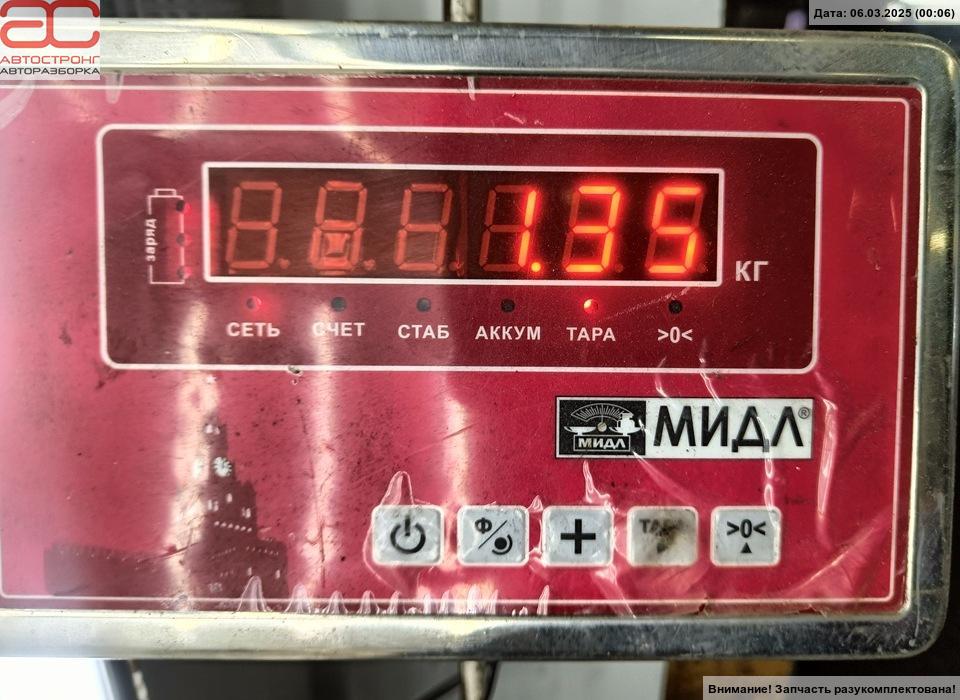 Дата: 06.03.2025 (00:06)
АС
АВТОСТРОНГ
АВТОРАЗБОРКА
заряд
1.35
КГ
СЕТЬ СЧЕТ СТАБ АККУМ ТАРА >0<
МИДЛ МИДЛ®
Ф/ + ТАРА >0<
Внимание! Запчасть разукомплектована!